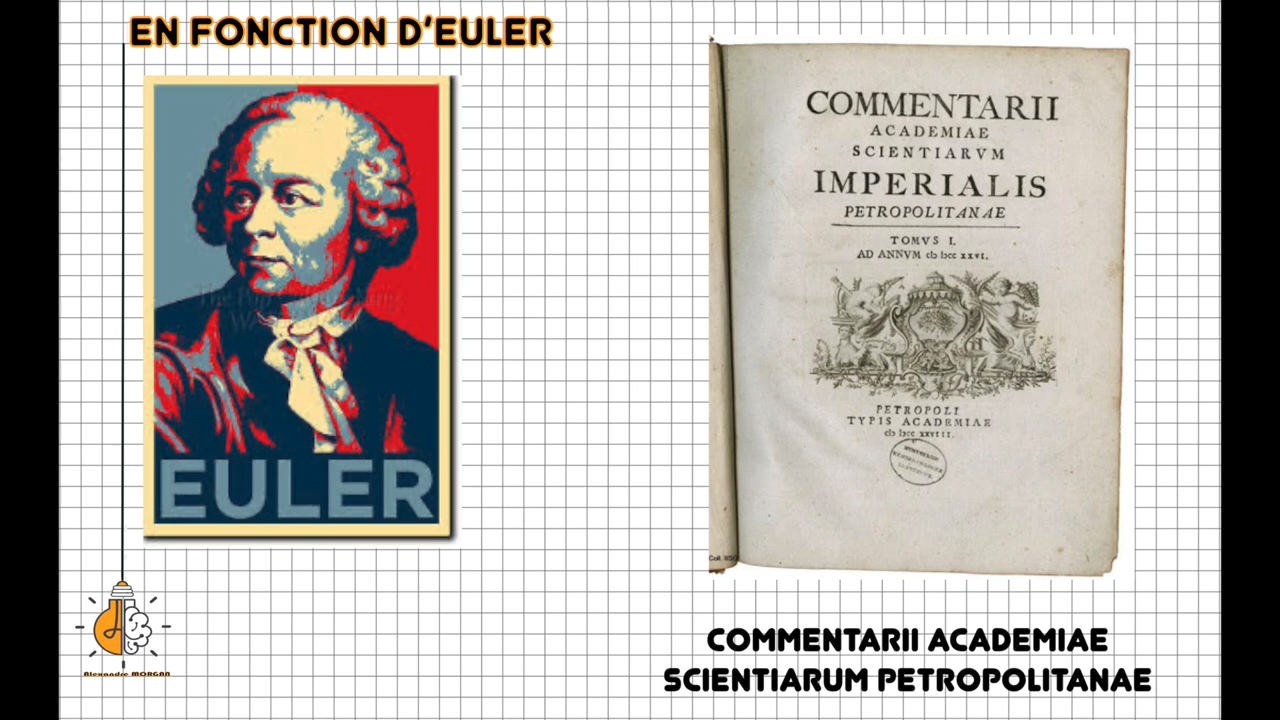 EN FONCTION D'EULER
EULER
Alexandre MORGAN
COMMENTARII
ACADEMIAE
SCIENTIARVM
IMPERIALIS
PETROPOLITANAE
TOMVS I.
AD ANNVM cIɔ Iɔcc XXVI.
PETROPOLI
TYPIS ACADEMIAE
cIɔ Iɔcc XXVIII.
COMMENTARII ACADEMIAE
SCIENTIARUM PETROPOLITANAE